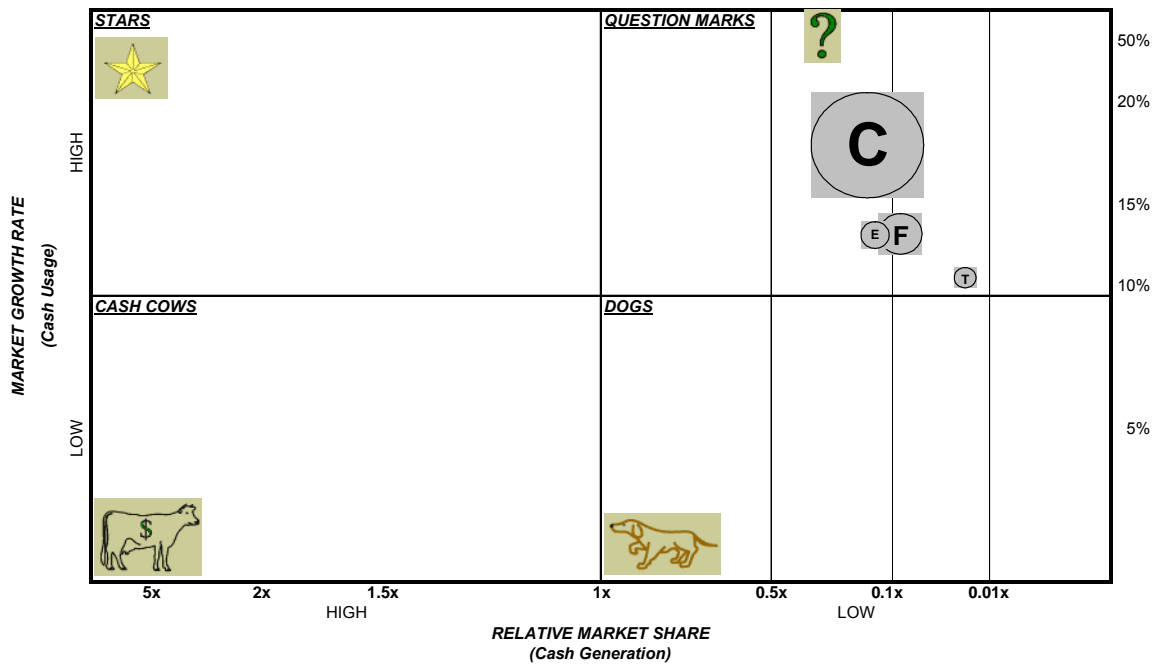 STARS
QUESTION MARKS
?
50%
20%
C
HIGH
15%
E
F
T
10%
MARKET GROWTH RATE
(Cash Usage)
CASH COWS
DOGS
LOW
5%
$
5x
2x
1.5x
1x
0.5x
0.1x
0.01x
HIGH
LOW
RELATIVE MARKET SHARE
(Cash Generation)